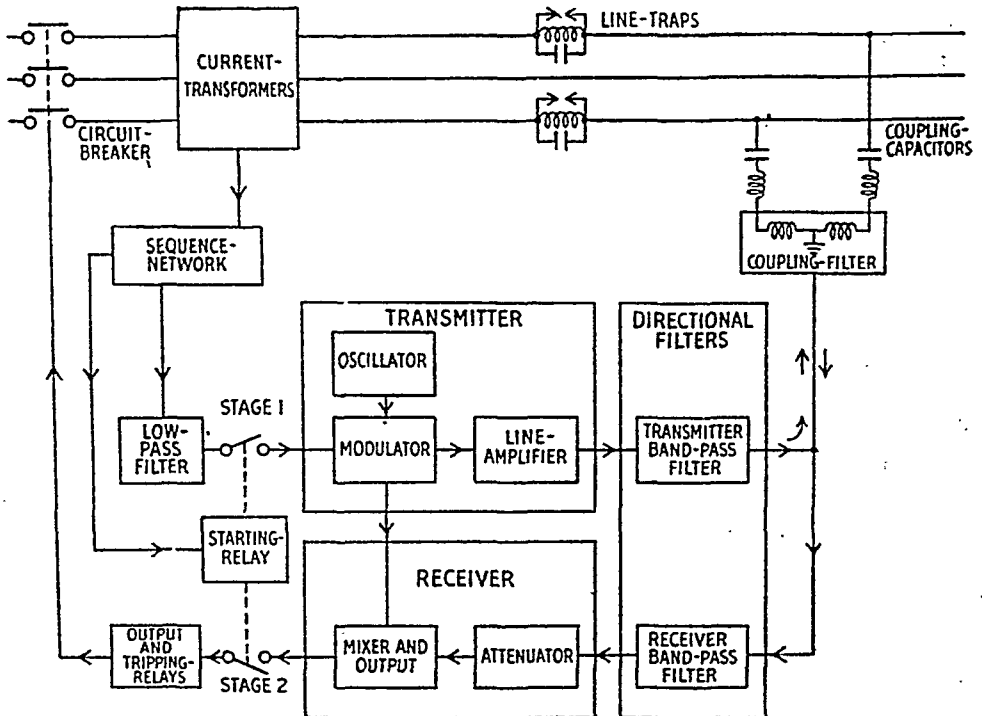 LINE-TRAPS
CURRENT-
TRANSFORMERS
CIRCUIT-
BREAKER
COUPLING-
CAPACITORS
SEQUENCE-
NETWORK
COUPLING-FILTER
TRANSMITTER
DIRECTIONAL
FILTERS
OSCILLATOR
STAGE 1
LOW-
PASS
FILTER
MODULATOR
LINE-
AMPLIFIER
TRANSMITTER
BAND-PASS
FILTER
STARTING-
RELAY
RECEIVER
OUTPUT
AND
TRIPPING-
RELAYS
STAGE 2
MIXER AND
OUTPUT
ATTENUATOR
RECEIVER
BAND-PASS
FILTER